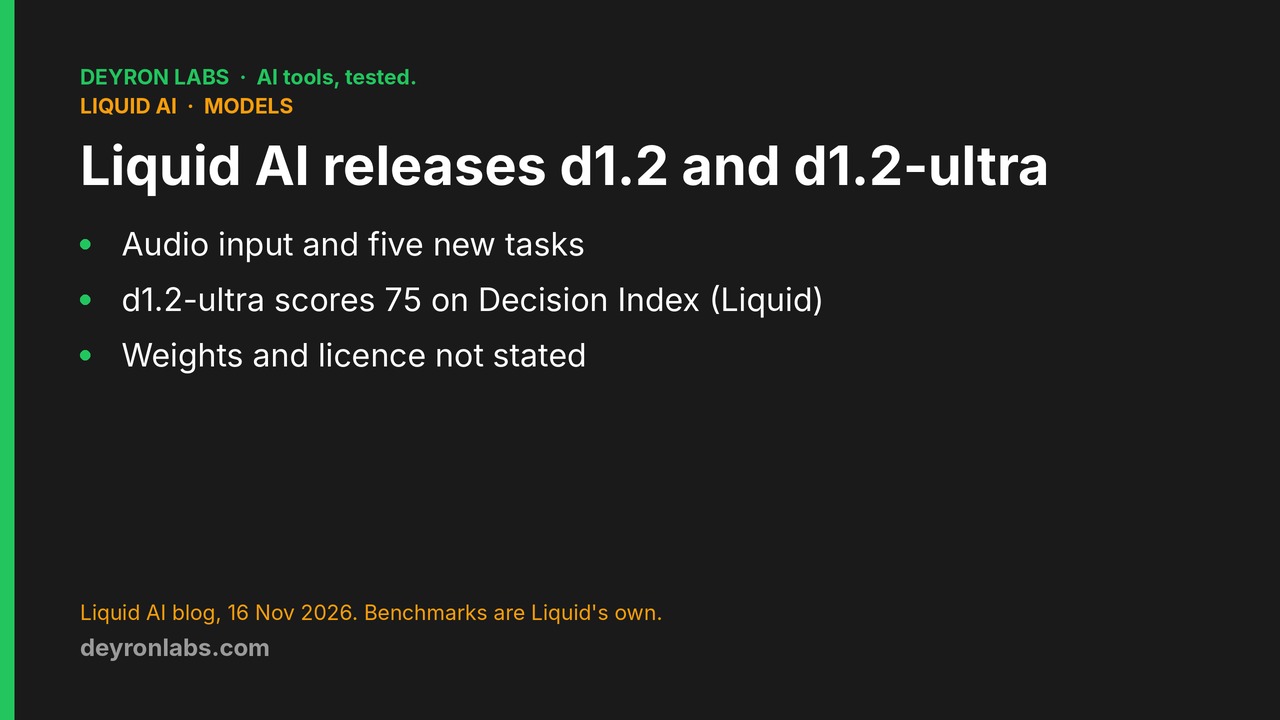 DEYRON LABS · AI tools, tested.
LIQUID AI · MODELS
Liquid AI releases d1.2 and d1.2-ultra
• Audio input and five new tasks
• d1.2-ultra scores 75 on Decision Index (Liquid)
• Weights and licence not stated
Liquid AI blog, 16 Nov 2026. Benchmarks are Liquid's own.
deyronlabs.com